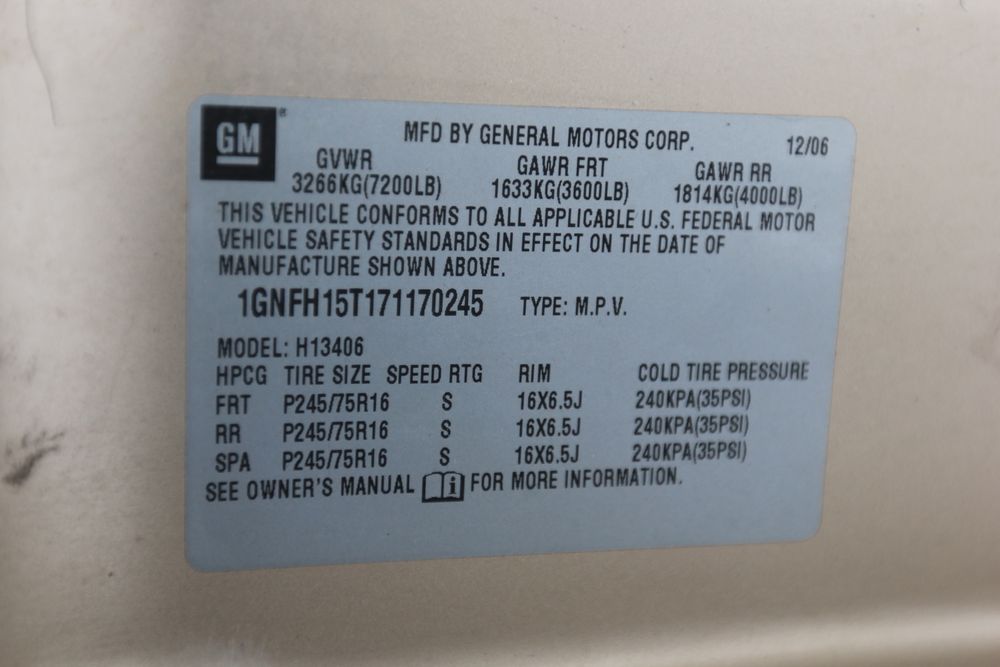 GM®
MFD BY GENERAL MOTORS CORP. 12/06
GVWR GAWR FRT GAWR RR
3266KG(7200LB) 1633KG(3600LB) 1814KG(4000LB)
THIS VEHICLE CONFORMS TO ALL APPLICABLE U.S. FEDERAL MOTOR
VEHICLE SAFETY STANDARDS IN EFFECT ON THE DATE OF
MANUFACTURE SHOWN ABOVE.
1GNFH15T171170245 TYPE: M.P.V.
MODEL: H13406
HPCG TIRE SIZE SPEED RTG RIM COLD TIRE PRESSURE
FRT P245/75R16 S 16X6.5J 240KPA(35PSI)
RR P245/75R16 S 16X6.5J 240KPA(35PSI)
SPA P245/75R16 S 16X6.5J 240KPA(35PSI)
SEE OWNER'S MANUAL i FOR MORE INFORMATION.